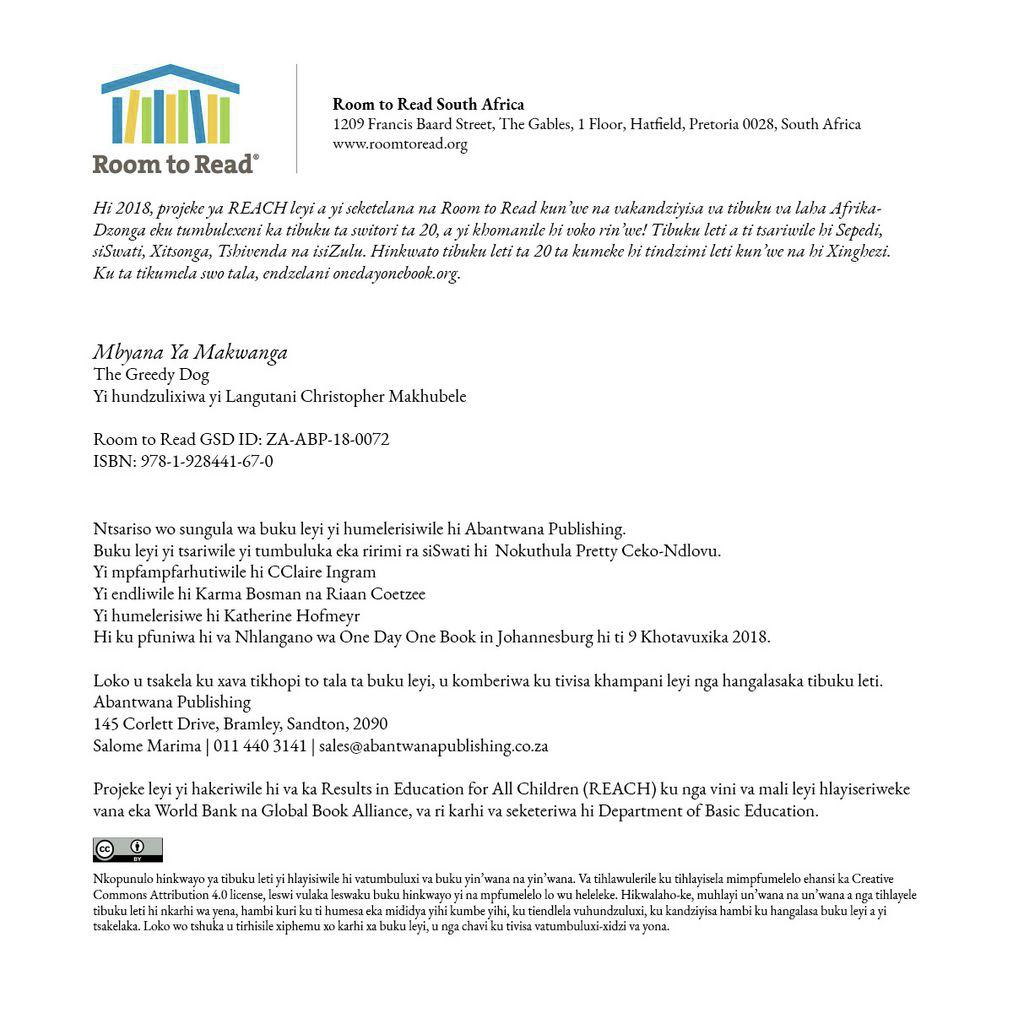 Room to Read®
Room to Read South Africa
1209 Francis Baard Street, The Gables, 1 Floor, Hatfield, Pretoria 0028, South Africa
www.roomtoread.org
Hi 2018, projeke ya REACH leyi a yi seketelana na Room to Read kun’we na vakandziyisa va tibuku va laha Afrika-
Dzonga eku tumbulexeni ka tibuku ta switori ta 20, a yi khomanile hi voko rin’we! Tibuku leti a ti tsariwile hi Sepedi,
siSwati, Xitsonga, Tshivenda na isiZulu. Hinkwato tibuku leti ta 20 ta kumeke hi tindzimi leti kun’we na hi Xinghezi.
Ku ta tikumela swo tala, endzelani onedayonebook.org.
Mbyana Ya Makwanga
The Greedy Dog
Yi hundzulixiwa yi Langutani Christopher Makhubele
Room to Read GSD ID: ZA-ABP-18-0072
ISBN: 978-1-928441-67-0
Ntsariso wo sungula wa buku leyi yi humelerisiwile hi Abantwana Publishing.
Buku leyi yi tsariwile yi tumbuluka eka ririmi ra siSwati hi Nokuthula Pretty Ceko-Ndlovu.
Yi mpfampfarhutiwile hi CClaire Ingram
Yi endliwile hi Karma Bosman na Riaan Coetzee
Yi humelerisiwe hi Katherine Hofmeyr
Hi ku pfuniwa hi va Nhlangano wa One Day One Book in Johannesburg hi ti 9 Khotavuxika 2018.
Loko u tsakela ku xava tikhopi to tala ta buku leyi, u komberiwa ku tivisa khampani leyi nga hangalasaka tibuku leti.
Abantwana Publishing
145 Corlett Drive, Bramley, Sandton, 2090
Salome Marima | 011 440 3141 | sales@abantwanapublishing.co.za
Projeke leyi yi hakeriwile hi va ka Results in Education for All Children (REACH) ku nga vini va mali leyi hlayiseriweke
vana eka World Bank na Global Book Alliance, va ri karhi va seketeriwa hi Department of Basic Education.
cc BY
Nkopunulo hinkwayo ya tibuku leti yi hlayisiwile hi vatumbuluxi va buku yin’wana na yin’wana. Va tihlawulerile ku tihlayisela mimpfumelelo ehansi ka Creative
Commons Attribution 4.0 license, leswi vulaka leswaku buku hinkwayo yi na mpfumelelo lo wu heleleke. Hikwalaho-ke, muhlayi un’wana na un’wana a nga tihlayele
tibuku leti hi nkarhi wa yena, hambi kuri ku ti humesa eka mididya yihi kumbe yihi, ku tiendlela vuhundzuluxi, ku kandziyisa hambi ku hangalasa buku leyi a yi
tsakelaka. Loko wo tshuka u tirhisile xiphemu xo karhi xa buku leyi, u nga chavi ku tivisa vatumbuluxi-xidzi va yona.